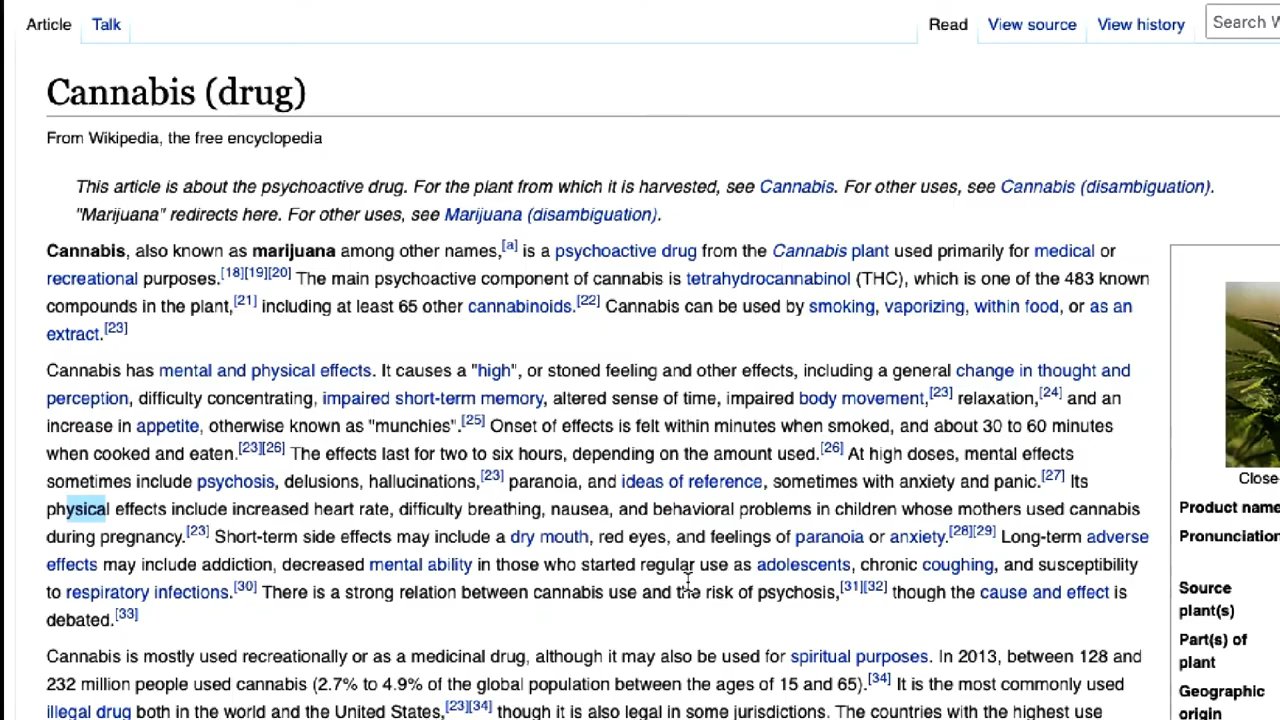 Article Talk Read View source View history Search W
Cannabis (drug)
From Wikipedia, the free encyclopedia
This article is about the psychoactive drug. For the plant from which it is harvested, see Cannabis. For other uses, see Cannabis (disambiguation).
"Marijuana" redirects here. For other uses, see Marijuana (disambiguation).
Cannabis, also known as marijuana among other names,[a] is a psychoactive drug from the Cannabis plant used primarily for medical or
recreational purposes.[18][19][20] The main psychoactive component of cannabis is tetrahydrocannabinol (THC), which is one of the 483 known
compounds in the plant,[21] including at least 65 other cannabinoids.[22] Cannabis can be used by smoking, vaporizing, within food, or as an
extract.[23]
Cannabis has mental and physical effects. It causes a "high", or stoned feeling and other effects, including a general change in thought and
perception, difficulty concentrating, impaired short-term memory, altered sense of time, impaired body movement,[23] relaxation,[24] and an
increase in appetite, otherwise known as "munchies".[25] Onset of effects is felt within minutes when smoked, and about 30 to 60 minutes
when cooked and eaten.[23][26] The effects last for two to six hours, depending on the amount used.[26] At high doses, mental effects
sometimes include psychosis, delusions, hallucinations,[23] paranoia, and ideas of reference, sometimes with anxiety and panic.[27] Its
physical effects include increased heart rate, difficulty breathing, nausea, and behavioral problems in children whose mothers used cannabis
during pregnancy.[23] Short-term side effects may include a dry mouth, red eyes, and feelings of paranoia or anxiety.[28][29] Long-term adverse
effects may include addiction, decreased mental ability in those who started regular use as adolescents, chronic coughing, and susceptibility
to respiratory infections.[30] There is a strong relation between cannabis use and the risk of psychosis,[31][32] though the cause and effect is
debated.[33]
Cannabis is mostly used recreationally or as a medicinal drug, although it may also be used for spiritual purposes. In 2013, between 128 and
232 million people used cannabis (2.7% to 4.9% of the global population between the ages of 15 and 65).[34] It is the most commonly used
illegal drug both in the world and the United States,[23][34] though it is also legal in some jurisdictions. The countries with the highest use
Close-
Product name
Pronunciation
Source
plant(s)
Part(s) of
plant
Geographic
origin